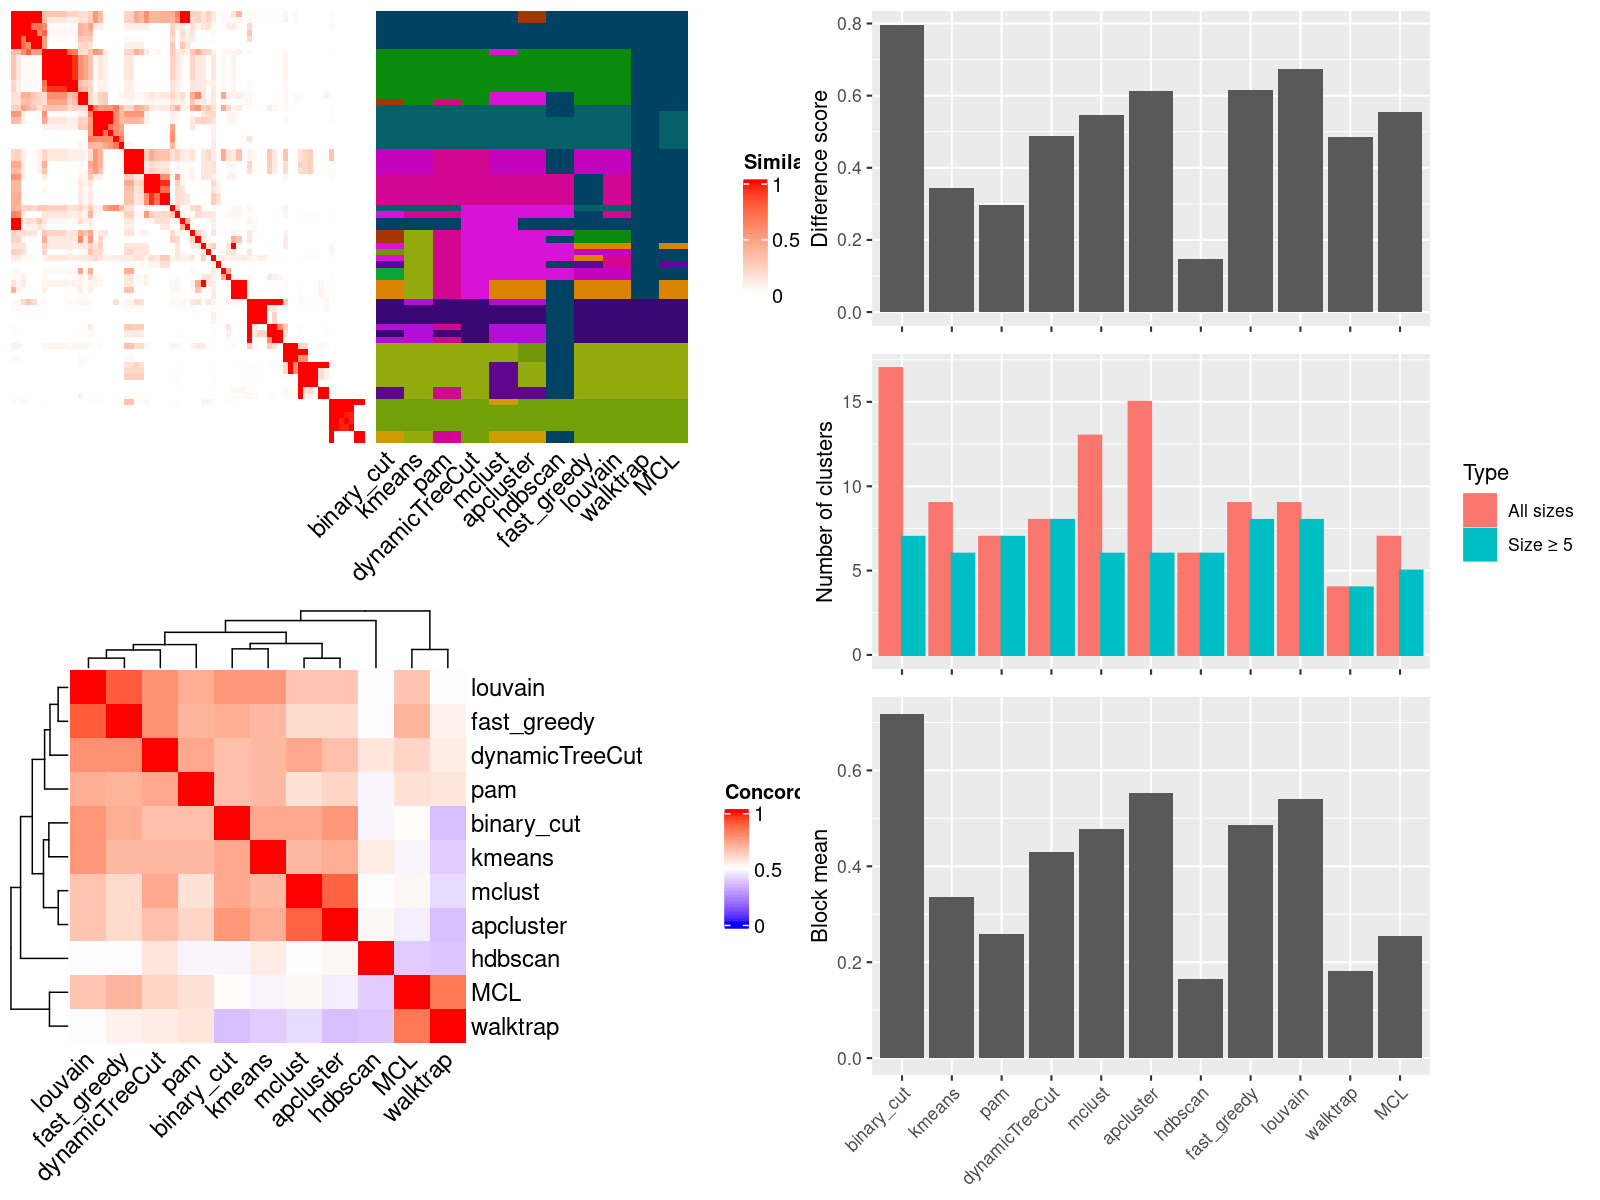 Simila
1
0.5
0
binary_cut
kmeans
pam
dynamicTreeCut
mclust
apcluster
hdbscan
fast_greedy
louvain
walktrap
MCL
louvain
fast_greedy
dynamicTreeCut
pam
binary_cut
kmeans
mclust
apcluster
hdbscan
MCL
walktrap
Concord
1
0.5
0
louvain
fast_greedy
dynamicTreeCut
pam
binary_cut
kmeans
mclust
apcluster
hdbscan
MCL
walktrap
Difference score
0.8
0.6
0.4
0.2
0.0
Number of clusters
15
10
5
0
Type
All sizes
Size ≥ 5
Block mean
0.6
0.4
0.2
0.0
binary_cut
kmeans
pam
dynamicTreeCut
mclust
apcluster
hdbscan
fast_greedy
louvain
walktrap
MCL